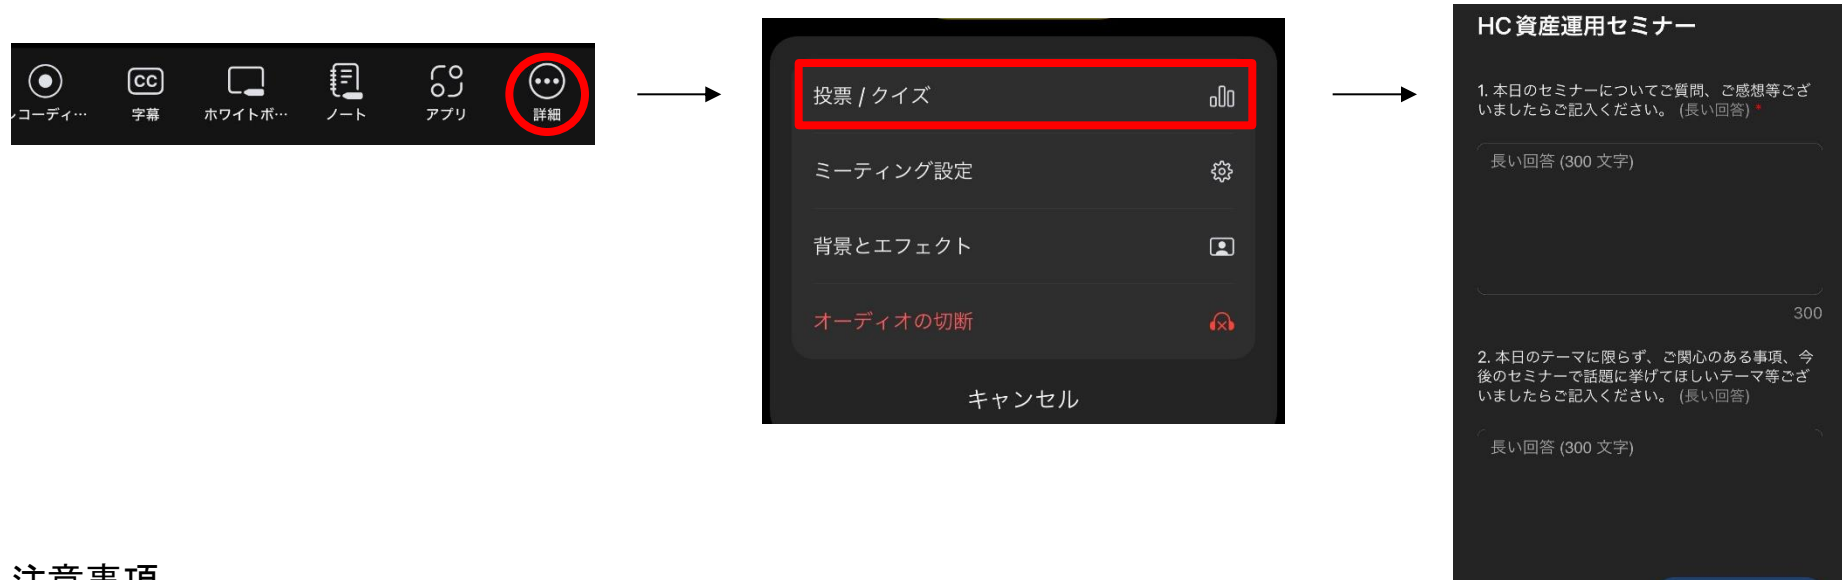 コーディ…
字幕
ホワイトボ…
ノート
アプリ
詳細
投票 / クイズ
ミーティング設定
背景とエフェクト
オーディオの切断
キャンセル
HC資産運用セミナー
1. 本日のセミナーについてご質問、ご感想等ござ
いましたらご記入ください。 (長い回答) *
長い回答 (300 文字)
300
2. 本日のテーマに限らず、ご関心のある事項、今
後のセミナーで話題に挙げてほしいテーマ等ござ
いましたらご記入ください。 (長い回答)
長い回答 (300 文字)
注意事項